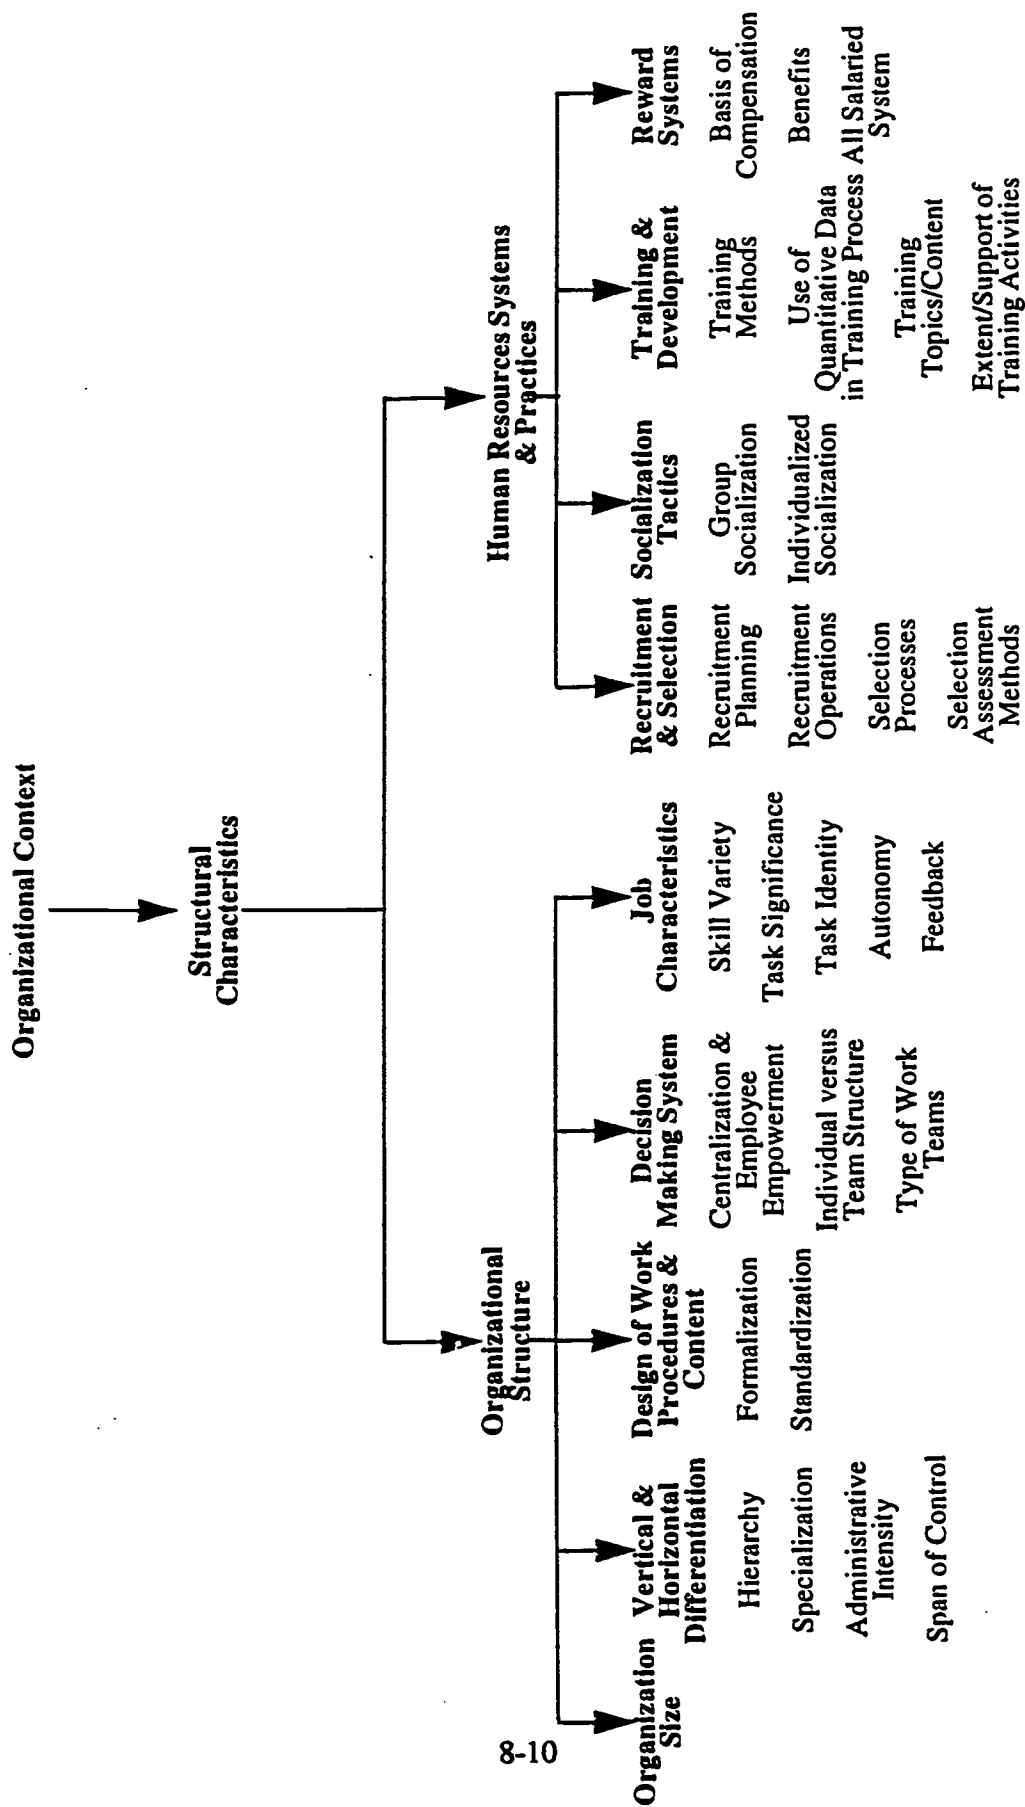 Organizational Context
Structural
Characteristics
Organizational
Structure
Human Resources Systems
& Practices
Organization
Size
Vertical &
Horizontal
Differentiation
Hierarchy
Specialization
Administrative
Intensity
Span of Control
Design of Work
Procedures &
Content
Formalization
Standardization
Decision
Making System
Centralization &
Employee
Empowerment
Individual versus
Team Structure
Type of Work
Teams
Job
Characteristics
Skill Variety
Task Significance
Task Identity
Autonomy
Feedback
Recruitment
& Selection
Recruitment
Planning
Recruitment
Operations
Selection
Processes
Selection
Assessment
Methods
Socialization
Tactics
Group
Socialization
Individualized
Socialization
Training &
Development
Training
Methods
Use of
Quantitative Data
in Training Process
Training
Topics/Content
Extent/Support of
Training Activities
Reward
Systems
Basis of
Compensation
Benefits
All Salaried
System
8-10